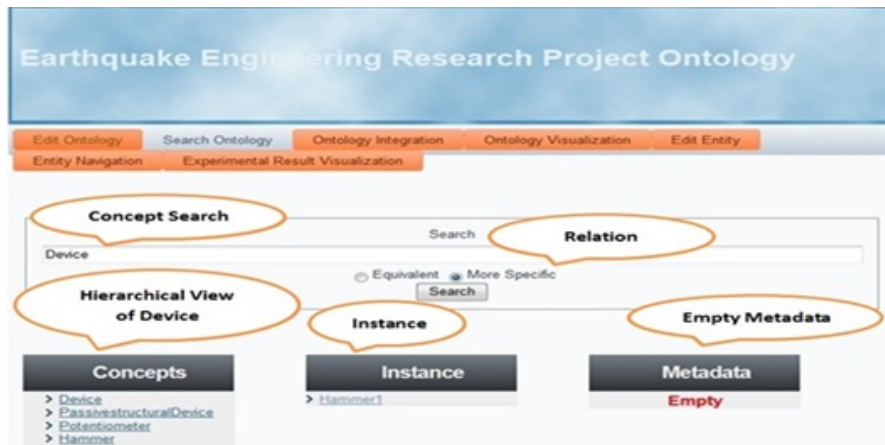 Earthquake Engineering Research Project Ontology
Edit Ontology Search Ontology Ontology Integration Ontology Visualization Edit Entity
Entity Navigation Experimental Result Visualization
Concept Search
Search
Relation
Device
Equivalent More Specific
Search
Hierarchical View
of Device
Instance
Empty Metadata
Concepts Instance Metadata
> Device > Hammer1 Empty
> PassivestructuralDevice
> Potentiometer
> Hammer